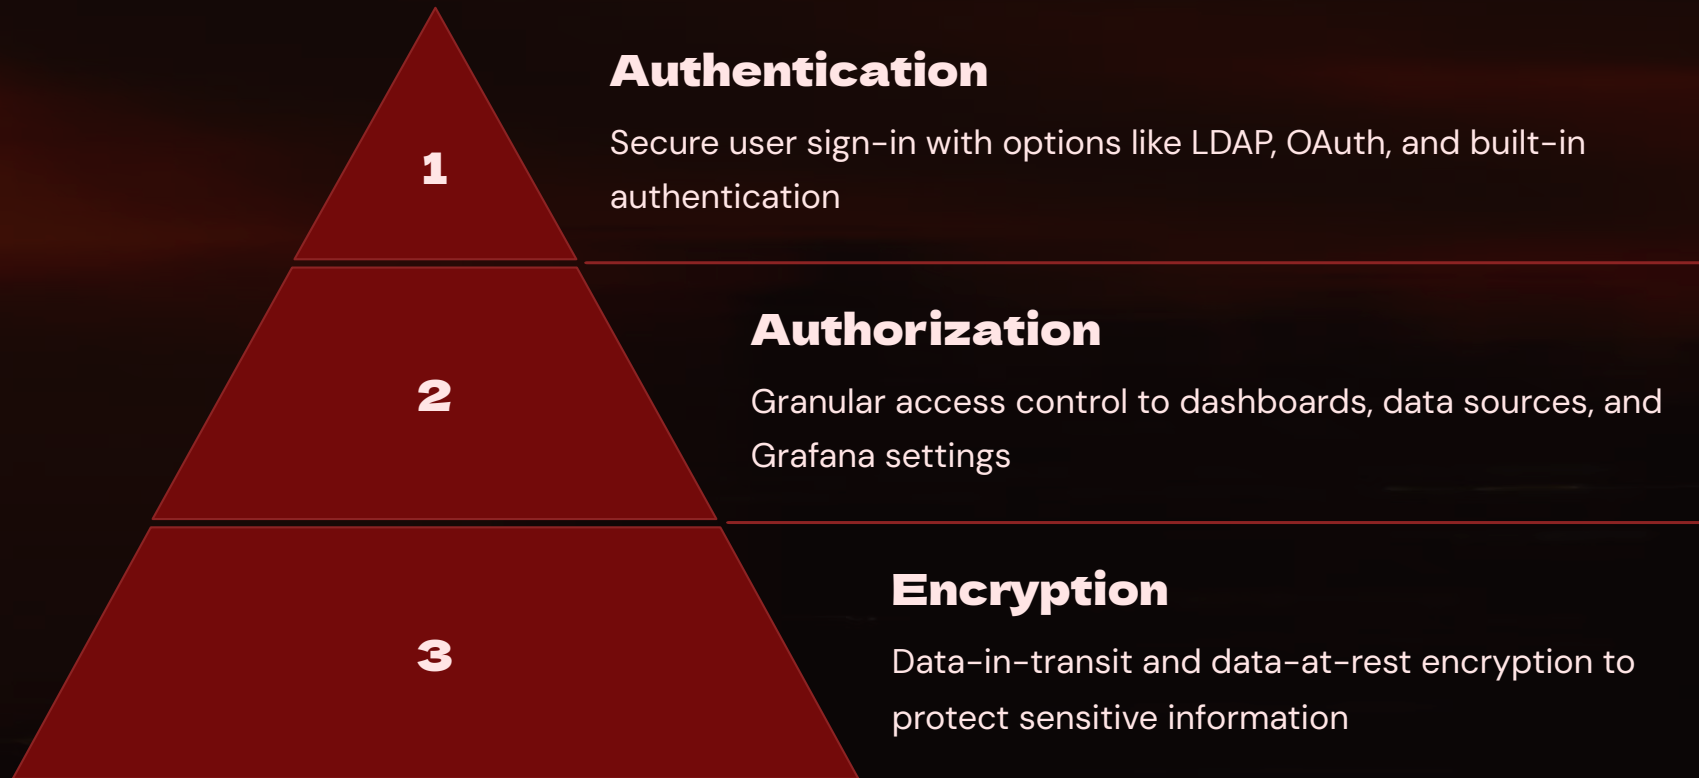 1
Authentication
Secure user sign-in with options like LDAP, OAuth, and built-in
authentication
2
Authorization
Granular access control to dashboards, data sources, and
Grafana settings
3
Encryption
Data-in-transit and data-at-rest encryption to
protect sensitive information